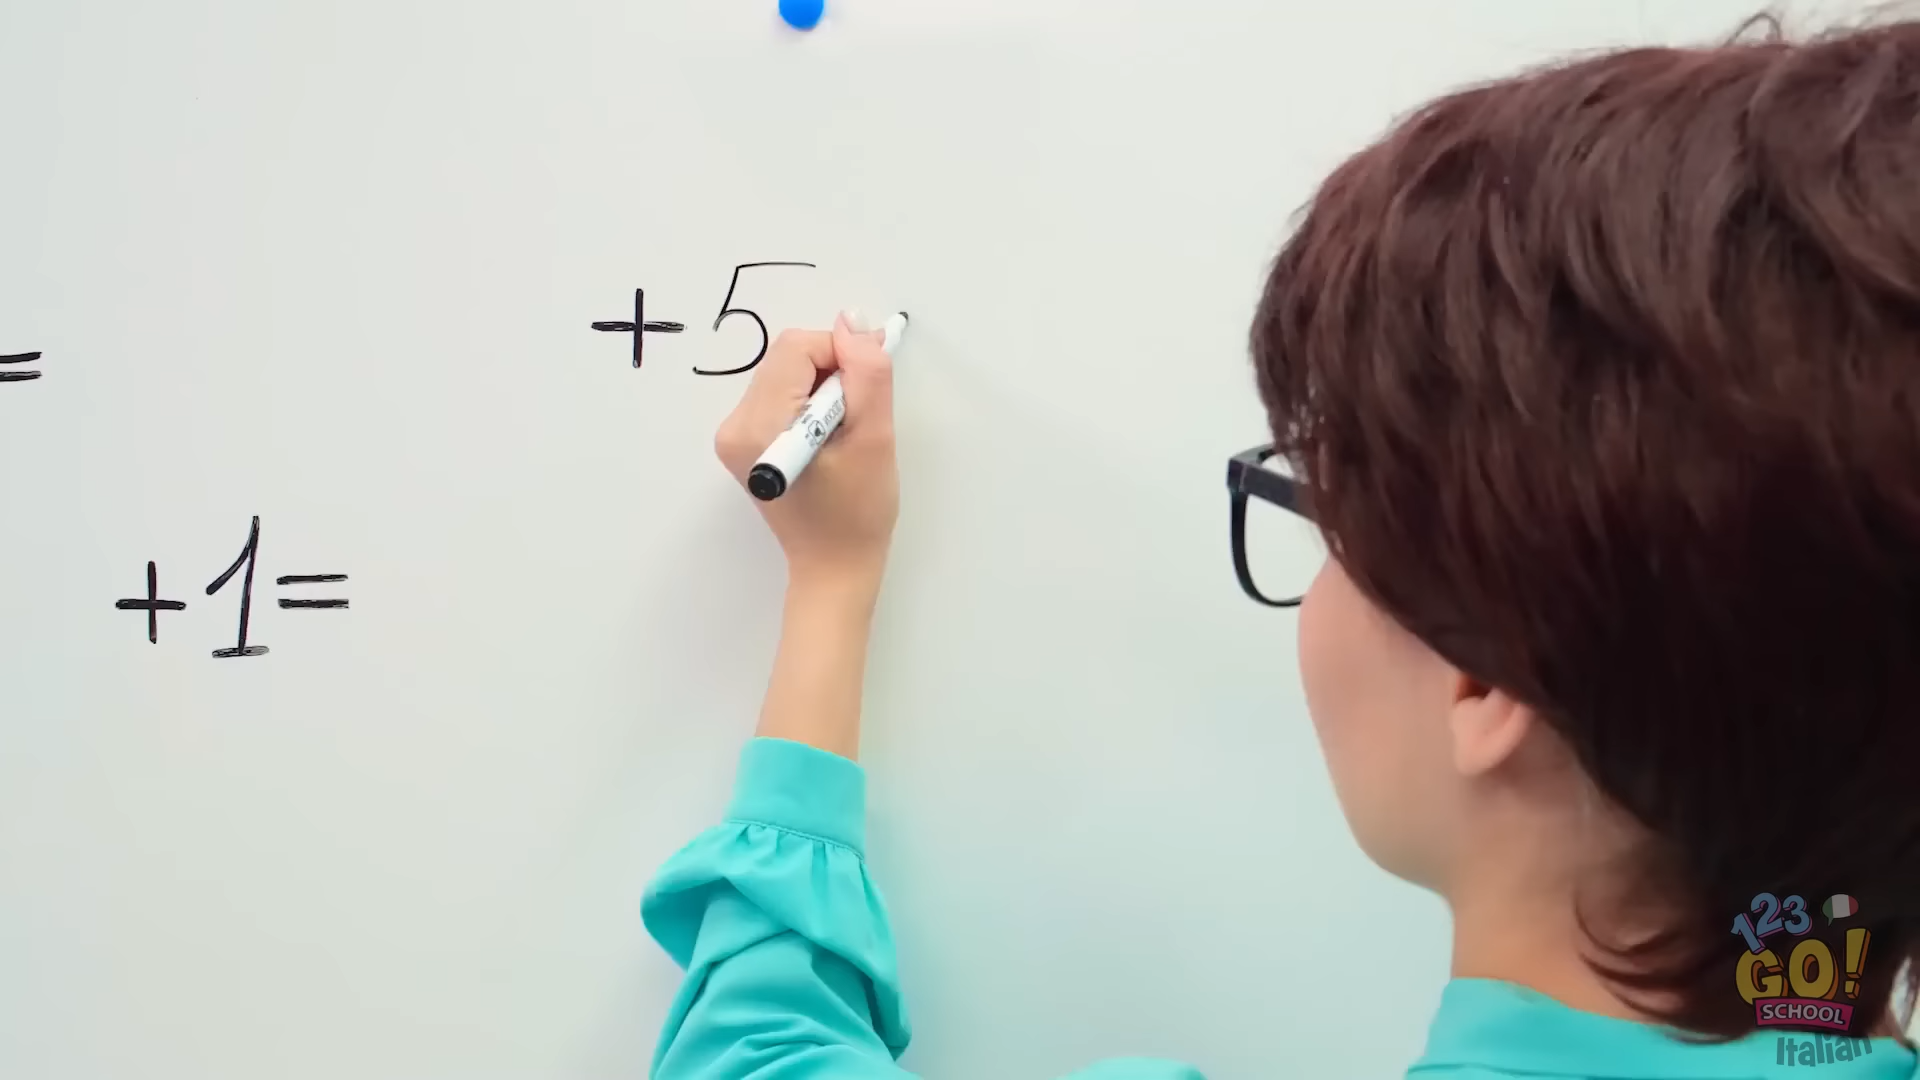 +5
=
+1=
123
GO!
SCHOOL
Italian